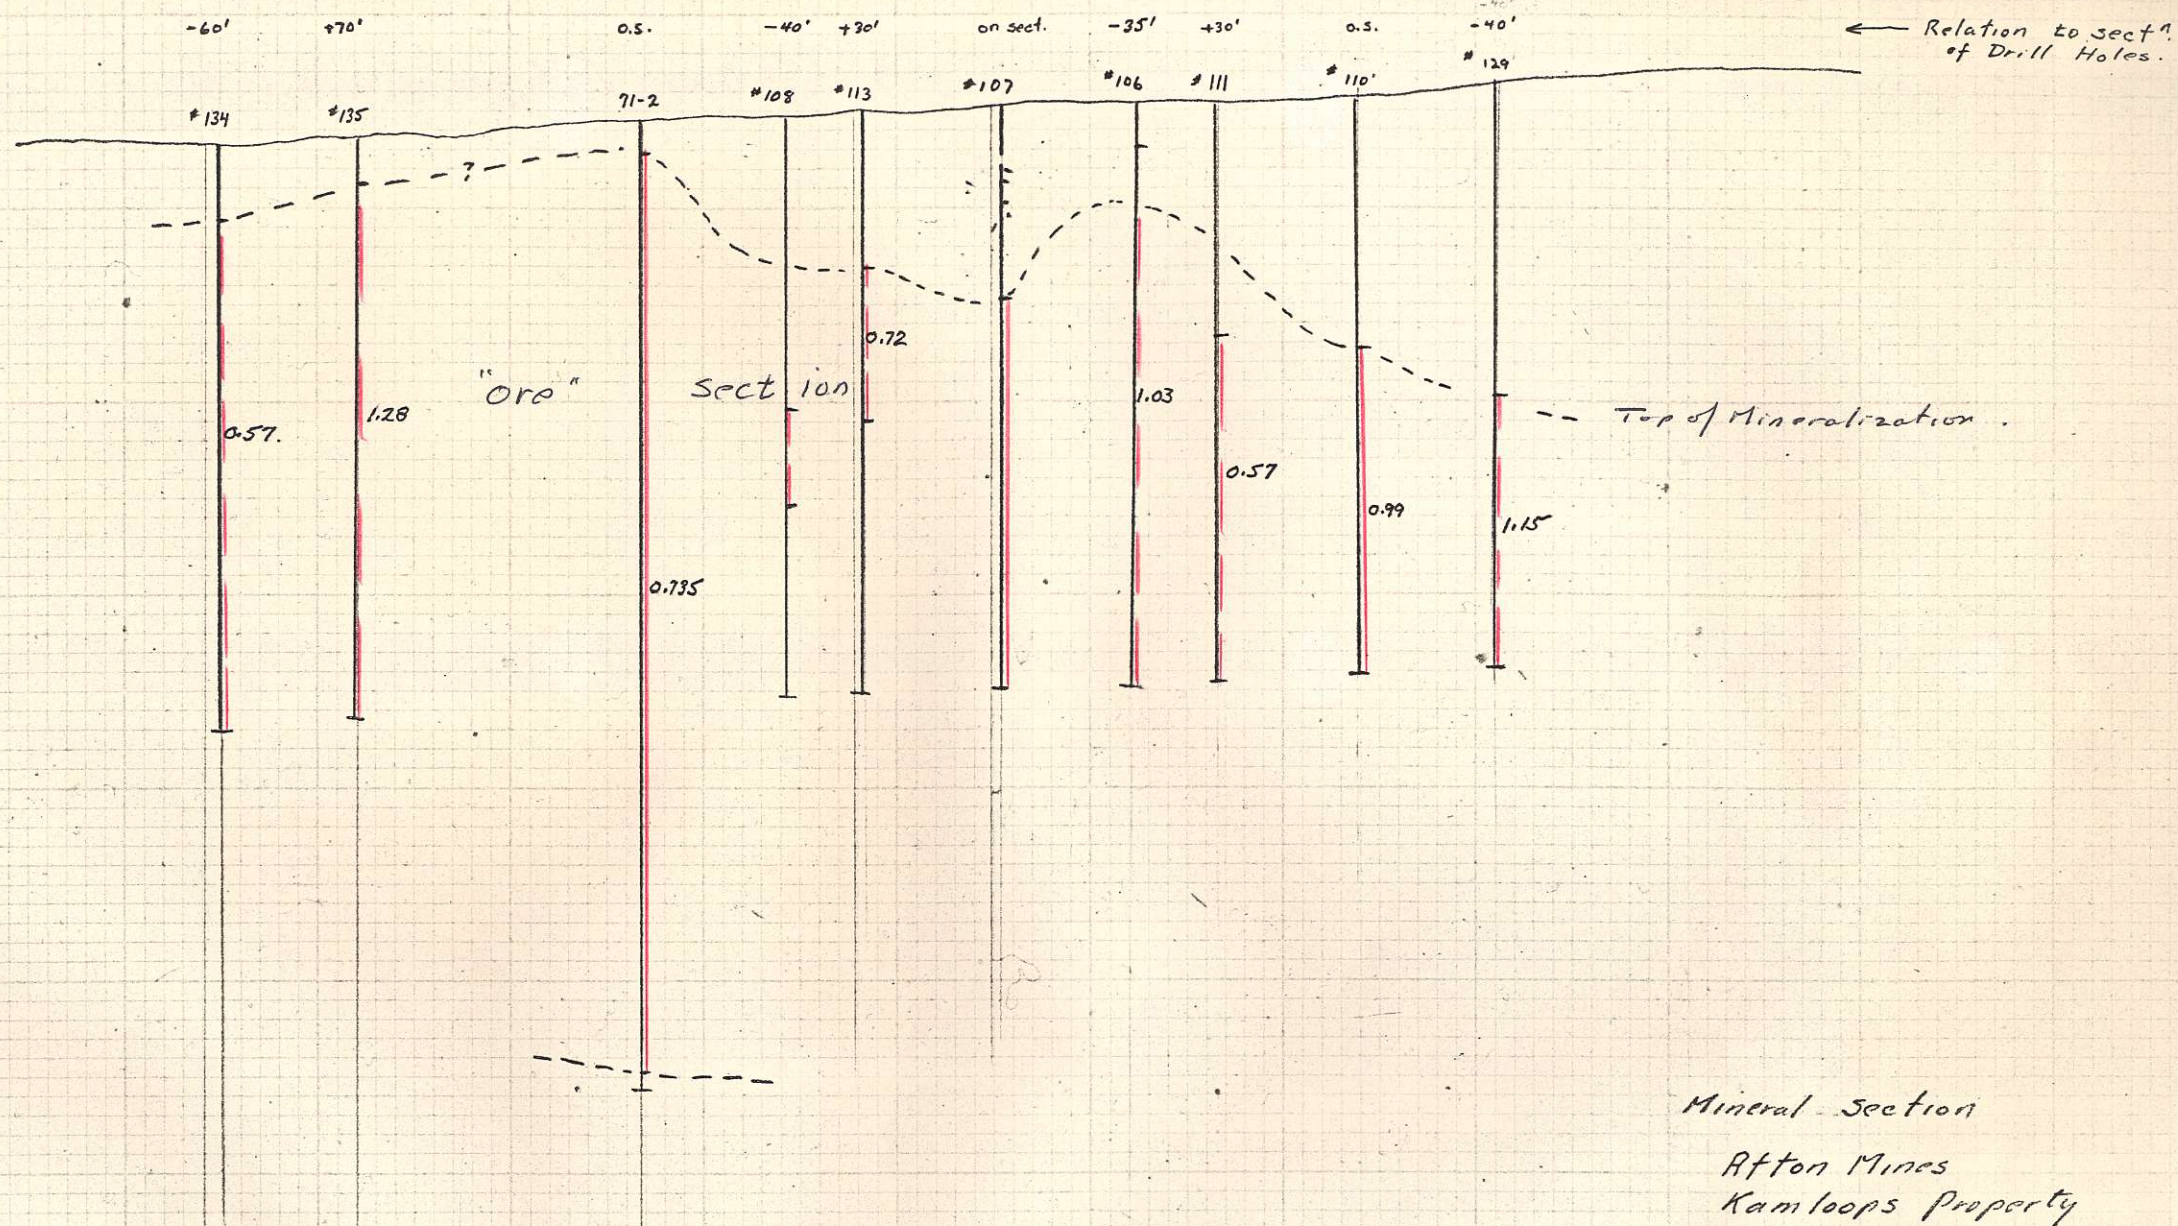 -60' +70' o.s. -40' +30' on sect. -35' +30' o.s. -40' ← Relation to sectⁿ.
of Drill Holes.
#134 #135 71-2 #108 #113 #107 #106 #111 #110' #129
?
0.72
"ore" section
1.03
1.28
0.57.
Top of Mineralization.
0.57
0.99
1.15
0.735
Mineral Section
Afton Mines
Kamloops Property